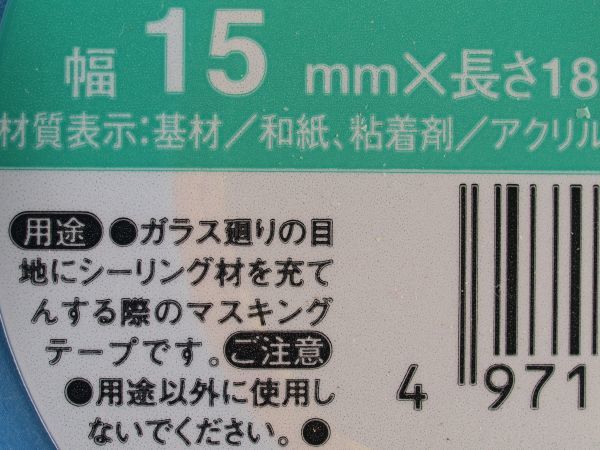 幅 15 mm×長さ18
材質表示:基材/和紙、粘着剤/アクリル
用途 ●ガラス廻りの目
地にシーリング材を充て
んする際のマスキング
テープです。ご注意
●用途以外に使用し
ないでください。●
4 971